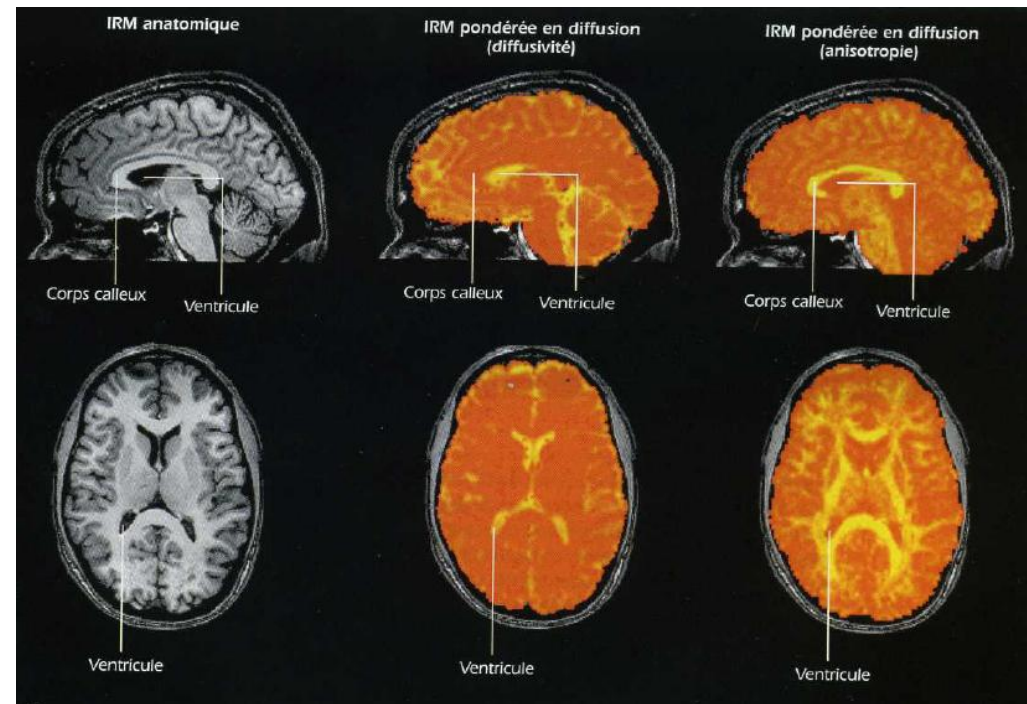 IRM anatomique
IRM pondérée en diffusion
(diffusivité)
IRM pondérée en diffusion
(anisotropie)
Corps calleux
Ventricule
Corps calleux
Ventricule
Corps calleux
Ventricule
Ventricule
Ventricule
Ventricule